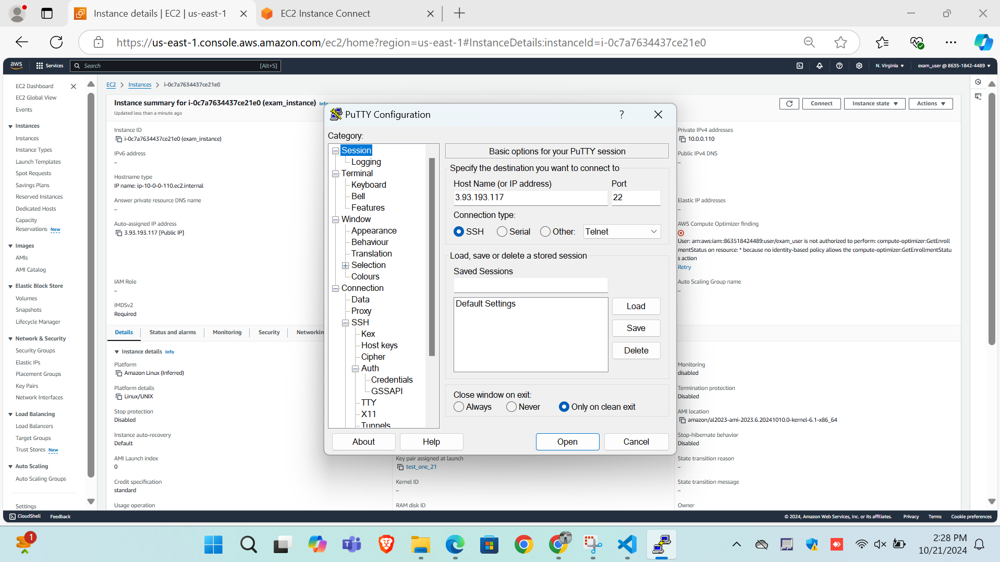 Instance details | EC2 | us-east-1
EC2 Instance Connect
https://us-east-1.console.aws.amazon.com/ec2/home?region=us-east-1#InstanceDetails:instanceId=i-0c7a7634437ce21e0
aws
Services
Search
[Alt+S]
N. Virginia
exam_user @ 8635-1842-4489
EC2 Dashboard
EC2 Global View
Events
Instances
Instances
Instance Types
Launch Templates
Spot Requests
Savings Plans
Reserved Instances
Dedicated Hosts
Capacity
Reservations New
Images
AMIs
AMI Catalog
Elastic Block Store
Volumes
Snapshots
Lifecycle Manager
Network & Security
Security Groups
Elastic IPs
Placement Groups
Key Pairs
Network Interfaces
Load Balancing
Load Balancers
Target Groups
Trust Stores New
Auto Scaling
Auto Scaling Groups
Settings
EC2 > Instances > i-0c7a7634437ce21e0
Instance summary for i-0c7a7634437ce21e0 (exam_instance) Info
Updated less than a minute ago
Connect
Instance state
Actions
Instance ID
i-0c7a7634437ce21e0 (exam_instance)
IPv6 address
–
Hostname type
IP name: ip-10-0-0-110.ec2.internal
Answer private resource DNS name
–
Auto-assigned IP address
3.93.193.117 [Public IP]
IAM Role
–
IMDSv2
Required
Private IPv4 addresses
10.0.0.110
Public IPv4 DNS
–
Elastic IP addresses
–
AWS Compute Optimizer finding
User: arn:aws:iam::863518424489:user/exam_user is not authorized to perform: compute-optimizer:GetEnroll
mentStatus on resource: * because no identity-based policy allows the compute-optimizer:GetEnrollmentStatu
s action
Retry
Auto Scaling Group name
–
Details
Status and alarms
Monitoring
Security
Networkin
Instance details Info
Platform
Amazon Linux (Inferred)
Platform details
Linux/UNIX
Stop protection
Disabled
Instance auto-recovery
Default
AMI Launch index
0
Credit specification
standard
Usage operation
Key pair assigned at launch
test_one_21
Kernel ID
–
RAM disk ID
Monitoring
disabled
Termination protection
Disabled
AMI location
amazon/al2023-ami-2023.6.20241010.0-kernel-6.1-x86_64
Stop-hibernate behavior
Disabled
State transition reason
–
State transition message
–
Owner
PuTTY Configuration
?
Category:
Session
Logging
Terminal
Keyboard
Bell
Features
Window
Appearance
Behaviour
Translation
Selection
Colours
Connection
Data
Proxy
SSH
Kex
Host keys
Cipher
Auth
Credentials
GSSAPI
TTY
X11
Tunnels
Basic options for your PuTTY session
Specify the destination you want to connect to
Host Name (or IP address)
Port
3.93.193.117
22
Connection type:
SSH
Serial
Other:
Telnet
Load, save or delete a stored session
Saved Sessions
Default Settings
Load
Save
Delete
Close window on exit:
Always
Never
Only on clean exit
About
Help
Open
Cancel
CloudShell
Feedback
© 2024, Amazon Web Services, Inc. or its affiliates.
Privacy
Terms
Cookie preferences
1
2:28 PM
10/21/2024